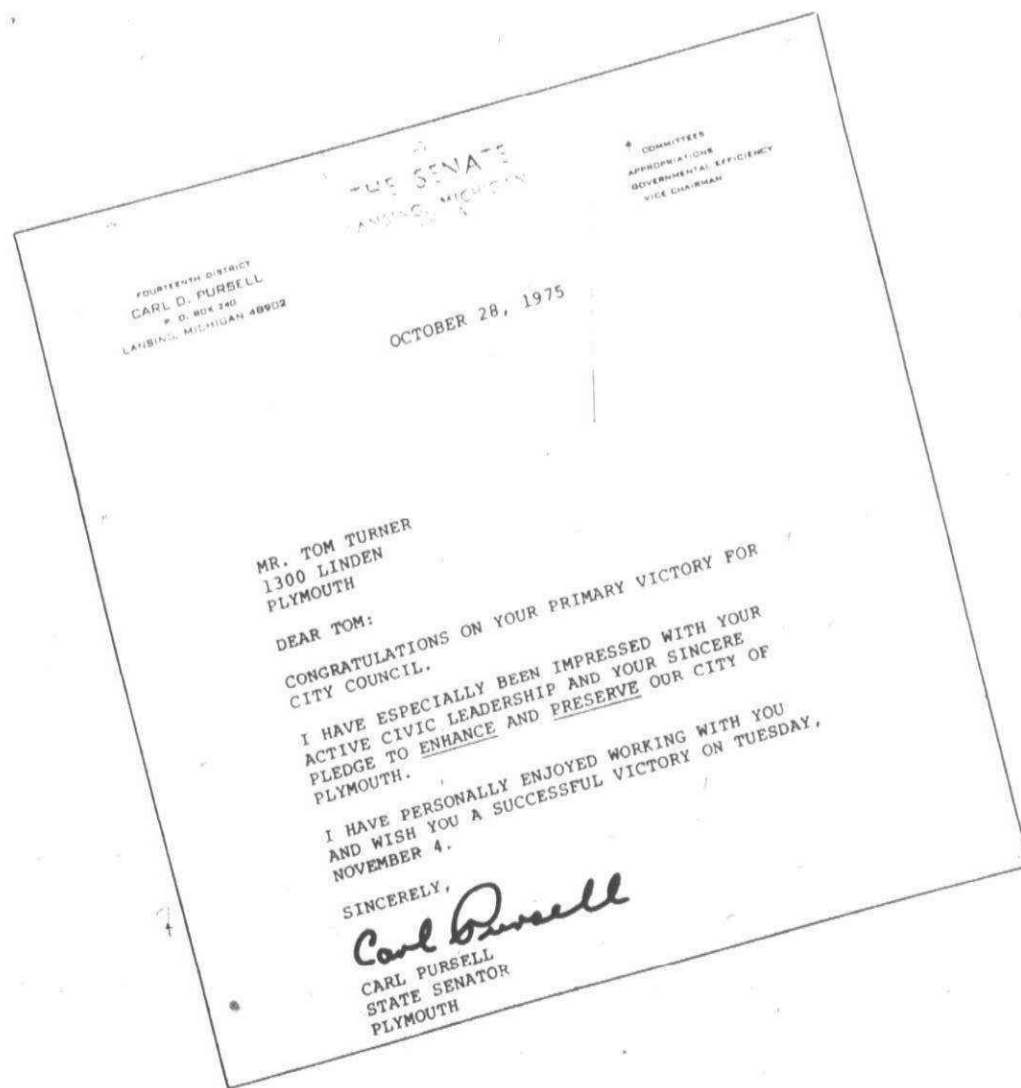 THE SENATE
LANSING, MICHIGAN
COMMITTEES
APPROPRIATIONS
GOVERNMENTAL EFFICIENCY
VICE CHAIRMAN
FOURTEENTH DISTRICT
CARL D. PURSELL
P. O. BOX 240
LANSING, MICHIGAN 48902
OCTOBER 28, 1975
MR. TOM TURNER
1300 LINDEN
PLYMOUTH
DEAR TOM:
CONGRATULATIONS ON YOUR PRIMARY VICTORY FOR
CITY COUNCIL.
I HAVE ESPECIALLY BEEN IMPRESSED WITH YOUR
ACTIVE CIVIC LEADERSHIP AND YOUR SINCERE
PLEDGE TO ENHANCE AND PRESERVE OUR CITY OF
PLYMOUTH.
I HAVE PERSONALLY ENJOYED WORKING WITH YOU
AND WISH YOU A SUCCESSFUL VICTORY ON TUESDAY,
NOVEMBER 4.
SINCERELY,
Carl Pursell
CARL PURSELL
STATE SENATOR
PLYMOUTH